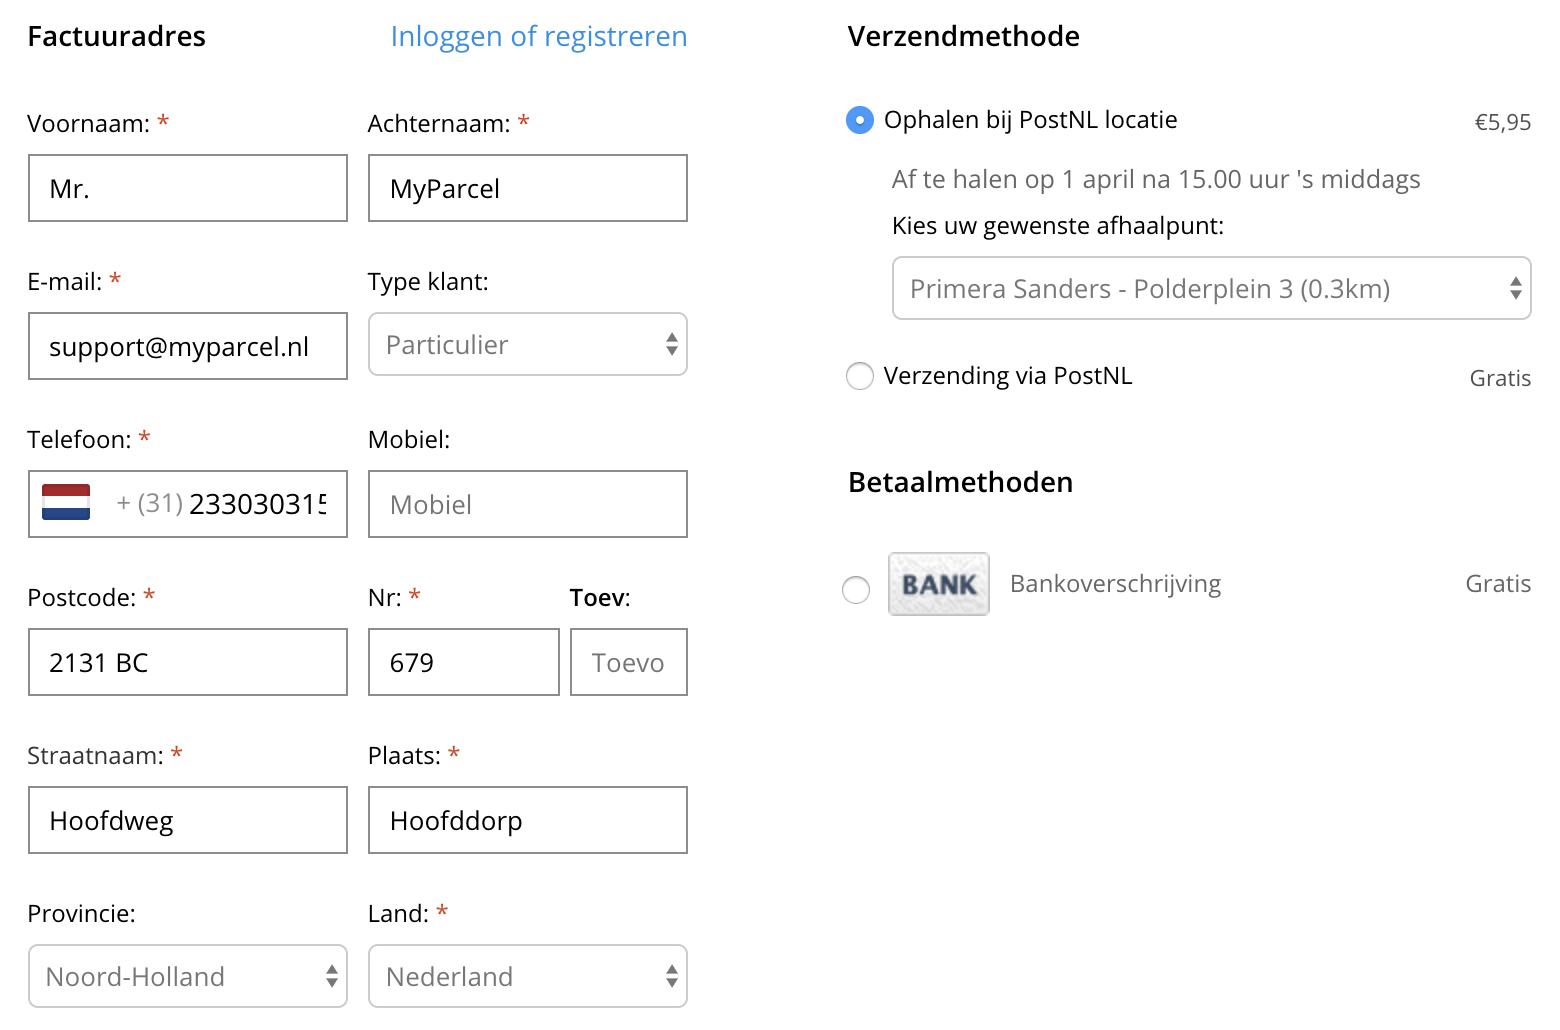 Factuuradres
Inloggen of registreren
Voornaam: *
Achternaam: *
Mr.
MyParcel
E-mail: *
Type klant:
support@myparcel.nl
Particulier
Telefoon: *
Mobiel:
+ (31) 233030315
Mobiel
Postcode: *
Nr: *
Toev:
2131 BC
679
Toevo
Straatnaam: *
Plaats: *
Hoofdweg
Hoofddorp
Provincie:
Land: *
Noord-Holland
Nederland
Verzendmethode
Ophalen bij PostNL locatie
€5,95
Af te halen op 1 april na 15.00 uur 's middags
Kies uw gewenste afhaalpunt:
Primera Sanders - Polderplein 3 (0.3km)
Verzending via PostNL
Gratis
Betaalmethoden
BANK
Bankoverschrijving
Gratis